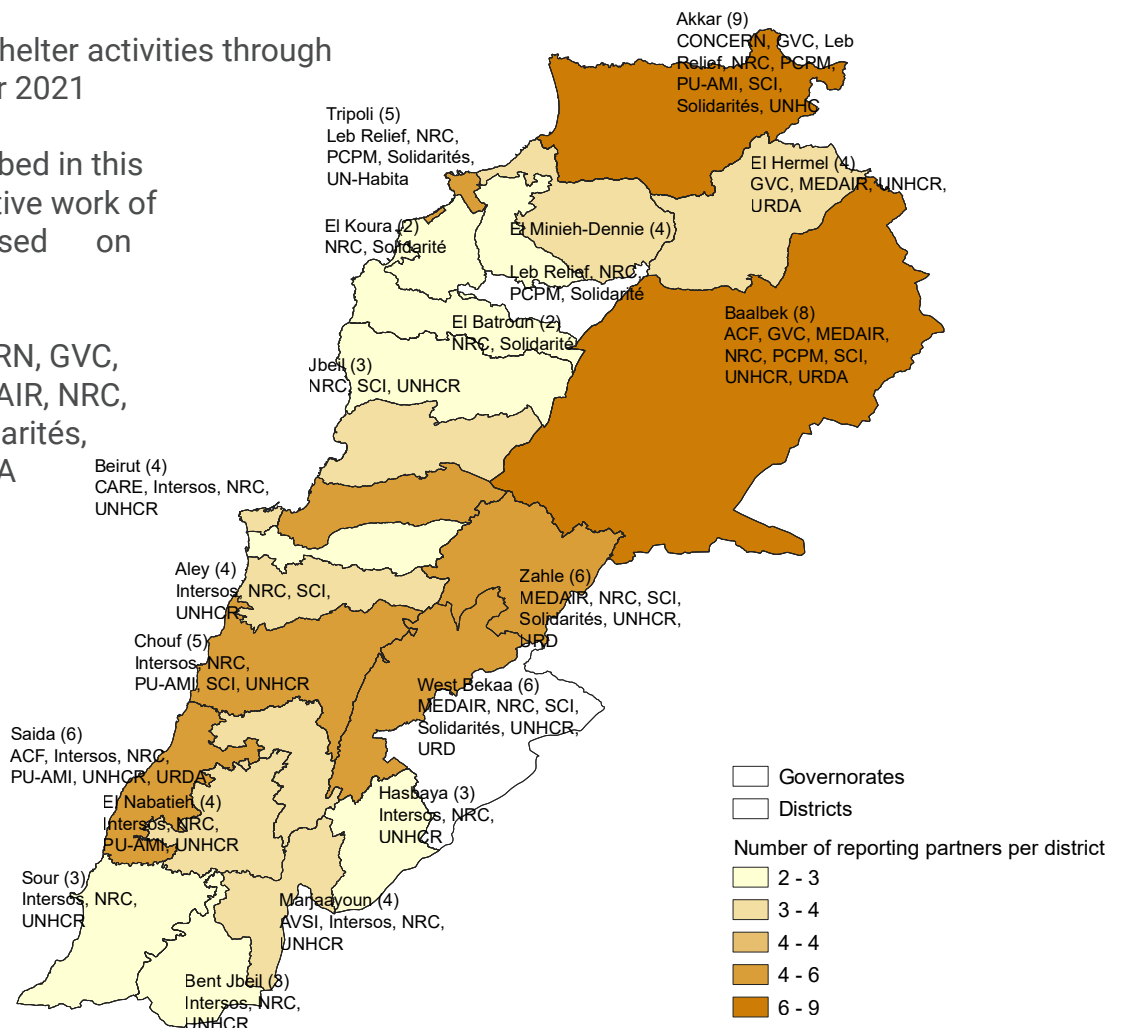 helter activities through
r 2021
bed in this
tive work of
sed on
RN, GVC,
AIR, NRC,
darités,
A
Akkar (9)
CONCERN, GVC, Leb
Relief, NRC, PCPM,
PU-AMI, SCI,
Solidarités, UNHC
Tripoli (5)
Leb Relief, NRC,
PCPM, Solidarités,
UN-Habita
El Hermel (4)
GVC, MEDAIR, UNHCR,
URDA
El Koura (2)
NRC, Solidarité
El Minieh-Dennie (4)
Leb Relief, NRC,
PCPM, Solidarité
El Batroun (2)
NRC, Solidarité
Baalbek (8)
ACF, GVC, MEDAIR,
NRC, PCPM, SCI,
UNHCR, URDA
Jbeil (3)
NRC, SCI, UNHCR
Beirut (4)
CARE, Intersos, NRC,
UNHCR
Aley (4)
Intersos, NRC, SCI,
UNHCR
Zahle (6)
MEDAIR, NRC, SCI,
Solidarités, UNHCR,
URD
Chouf (5)
Intersos, NRC,
PU-AMI, SCI, UNHCR
West Bekaa (6)
MEDAIR, NRC, SCI,
Solidarités, UNHCR,
URD
Saida (6)
ACF, Intersos, NRC,
PU-AMI, UNHCR, URDA
El Nabatieh (4)
Intersos, NRC,
PU-AMI, UNHCR
Hasbaya (3)
Intersos, NRC,
UNHCR
Sour (3)
Intersos, NRC,
UNHCR
Marjaayoun (4)
AVSI, Intersos, NRC,
UNHCR
Bent Jbeil (3)
Intersos, NRC,
UNHCR
Governorates
Districts
Number of reporting partners per district
2 - 3
3 - 4
4 - 4
4 - 6
6 - 9